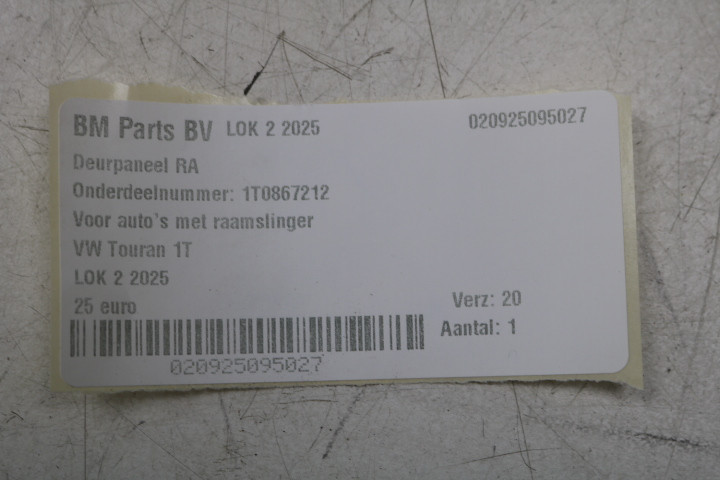 BM Parts BV LOK 2 2025 020925095027
Deurpaneel RA
Onderdeelnummer: 1T0867212
Voor auto's met raamslinger
VW Touran 1T
LOK 2 2025
25 euro Verz: 20
Aantal: 1
020925095027